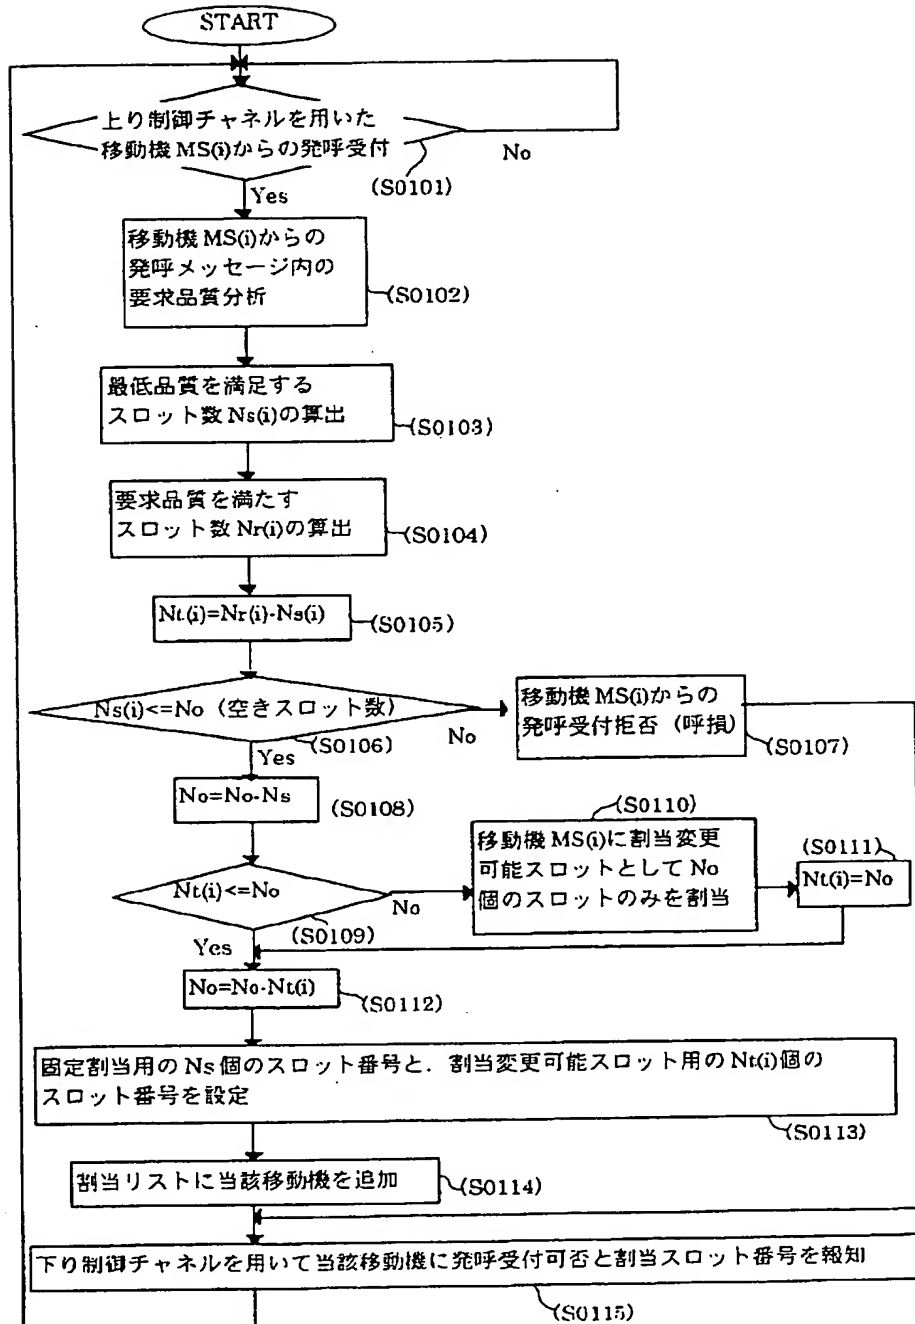 START
上り制御チャネルを用いた
移動機 MS(i)からの発呼受付
No
(S0101)
Yes
移動機 MS(i)からの
発呼メッセージ内の
要求品質分析
(S0102)
最低品質を満足する
スロット数 Ns(i)の算出
(S0103)
要求品質を満たす
スロット数 Nr(i)の算出
(S0104)
Nt(i)=Nr(i)-Ns(i)
(S0105)
Ns(i)<=No (空きスロット数)
(S0106)
No
Yes
移動機 MS(i)からの
発呼受付拒否 (呼損)
(S0107)
No=No-Ns
(S0108)
Nt(i)<=No
(S0109)
No
Yes
(S0110)
移動機 MS(i)に割当変更
可能スロットとして No
個のスロットのみを割当
(S0111)
Nt(i)=No
No=No-Nt(i)
(S0112)
固定割当用の Ns 個のスロット番号と，割当変更可能スロット用の Nt(i)個の
スロット番号を設定
(S0113)
割当リストに当該移動機を追加
(S0114)
下り制御チャネルを用いて当該移動機に発呼受付可否と割当スロット番号を報知
(S0115)